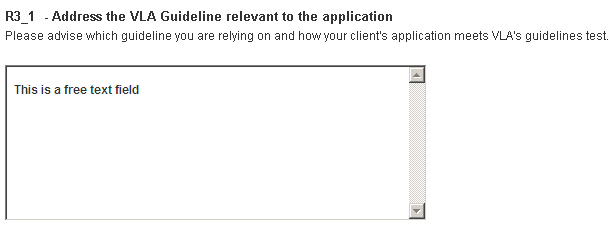 R3_1 - Address the VLA Guideline relevant to the application
Please advise which guideline you are relying on and how your client's application meets VLA's guidelines test.
This is a free text field